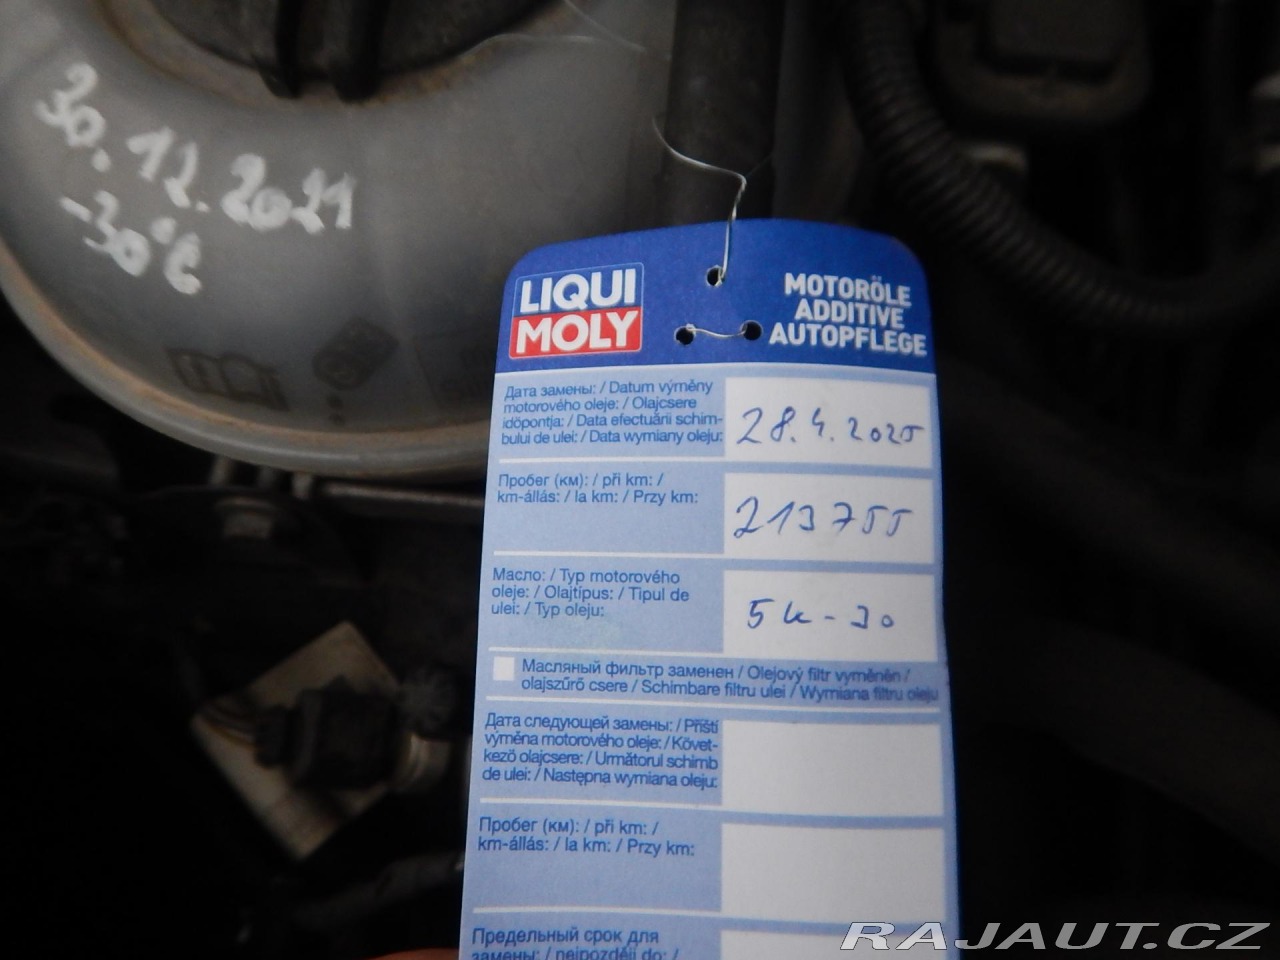 30.12.2021
-30°C
LIQUI
MOLY
MOTORÖLE
ADDITIVE
AUTOPFLEGE
Дата замены: / Datum výměny
motorového oleje: / Olajcsere
időpontja: / Data efectuării schim-
bului de ulei: / Data wymiany oleju:
28.4.2025
Пробег (км): / při km: /
km-állás: / la km: / Przy km:
213755
Масло: / Typ motorového
oleje: / Olajtípus: / Tipul de
ulei: / Typ oleju:
5W-30
Масляный фильтр заменен / Olejový filtr vyměněn /
olajszűrő csere / Schimbare filtru ulei / Wymiana filtru oleju
Дата следующей замены: / Příští
výměna motorového oleje: / Követ-
kező olajcsere: / Următorul schimb
de ulei: / Następna wymiana oleju:
Пробег (км): / při km: /
km-állás: / la km: / Przy km:
Предельный срок для
замены: / nejpozději do: /
RAJAUT.CZ